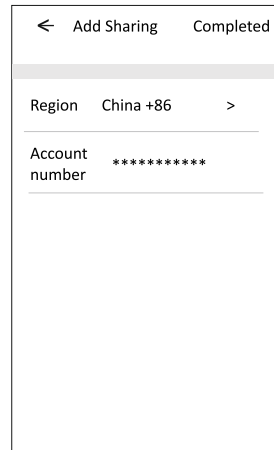 ← Add Sharing Completed
Region China +86 >
Account
number ***********